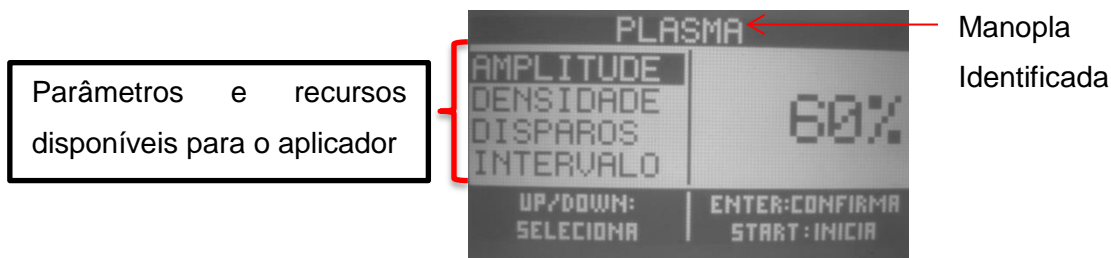 PLASMA
Manopla
Identificada
Parâmetros e recursos
disponíveis para o aplicador
AMPLITUDE
DENSIDADE
DISPAROS
INTERVALO
60%
UP/DOWN:
SELECIONA
ENTER:CONFIRMA
START:INICIA